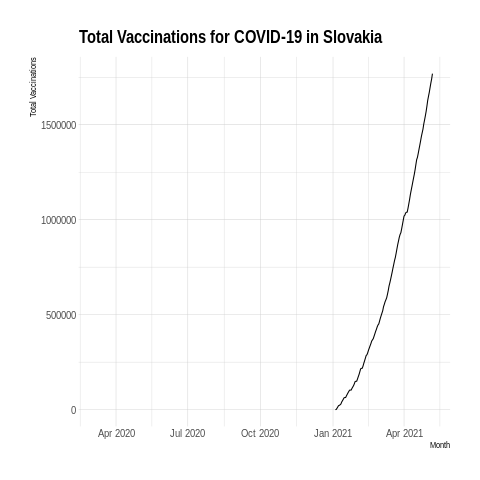 Total Vaccinations for COVID-19 in Slovakia
Total Vaccinations
1500000
1000000
500000
0
Apr 2020 Jul 2020 Oct 2020 Jan 2021 Apr 2021
Month